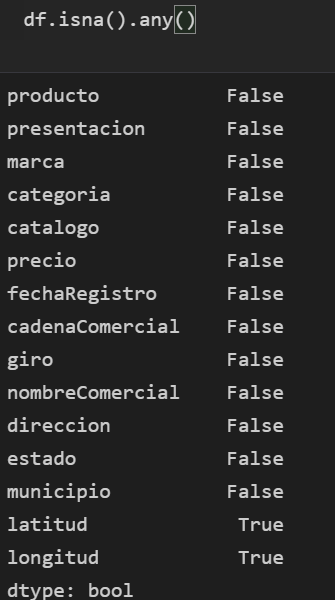 df.isna().any()
producto False
presentacion False
marca False
categoria False
catalogo False
precio False
fechaRegistro False
cadenaComercial False
giro False
nombreComercial False
direccion False
estado False
municipio False
latitud True
longitud True
dtype: bool